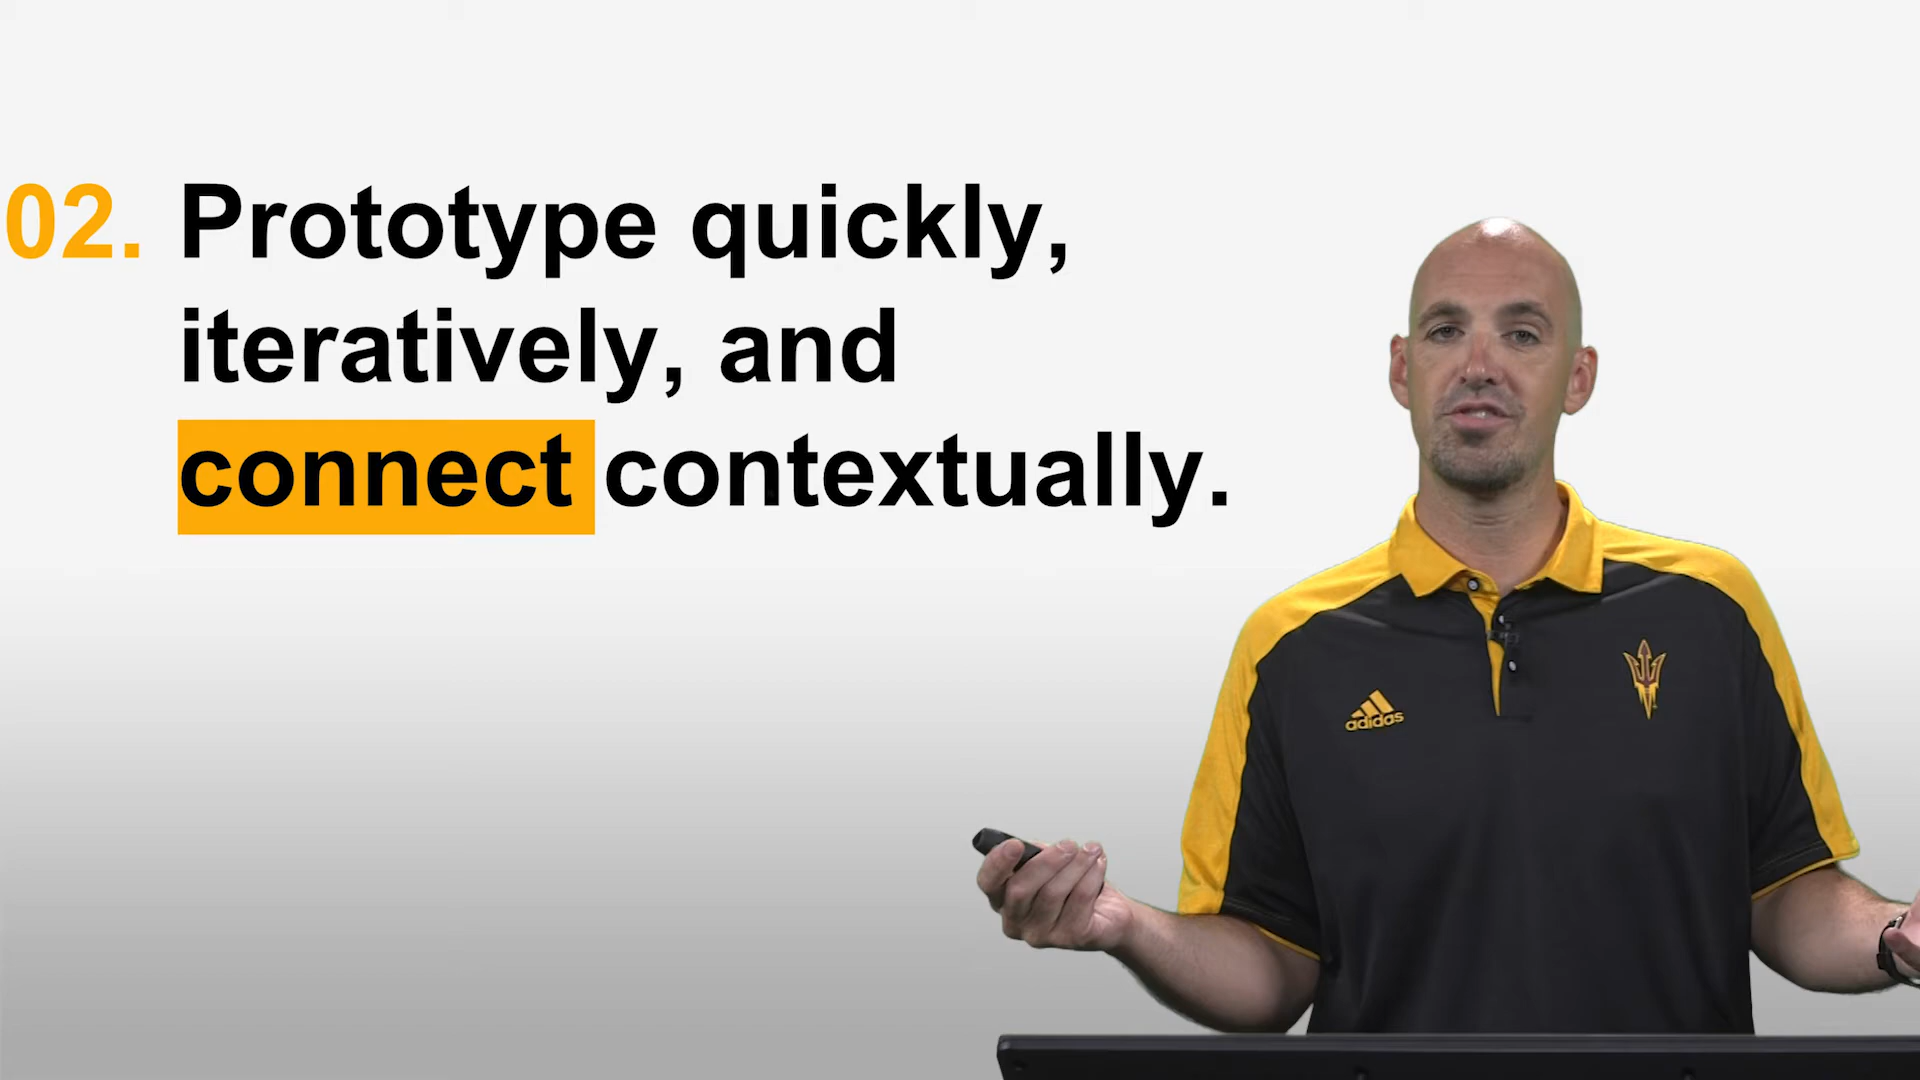 02. Prototype quickly,
iteratively, and
connect contextually.
adidas